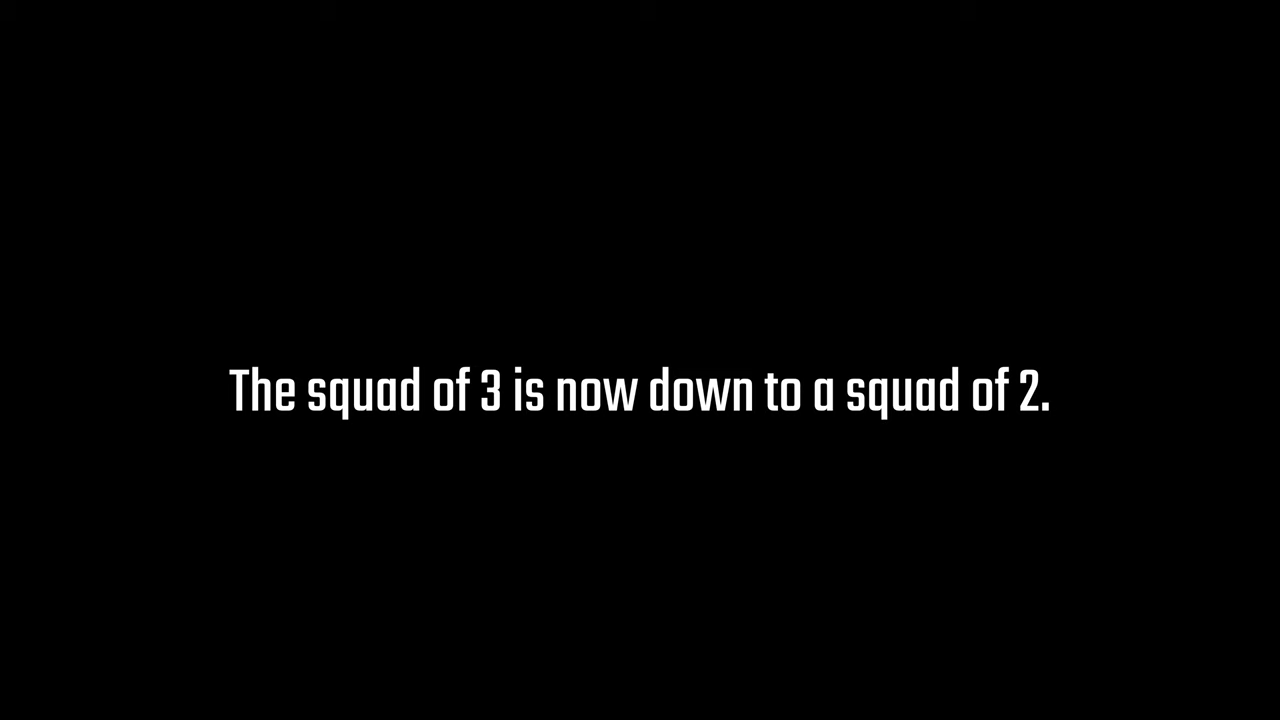 The squad of 3 is now down to a squad of 2.